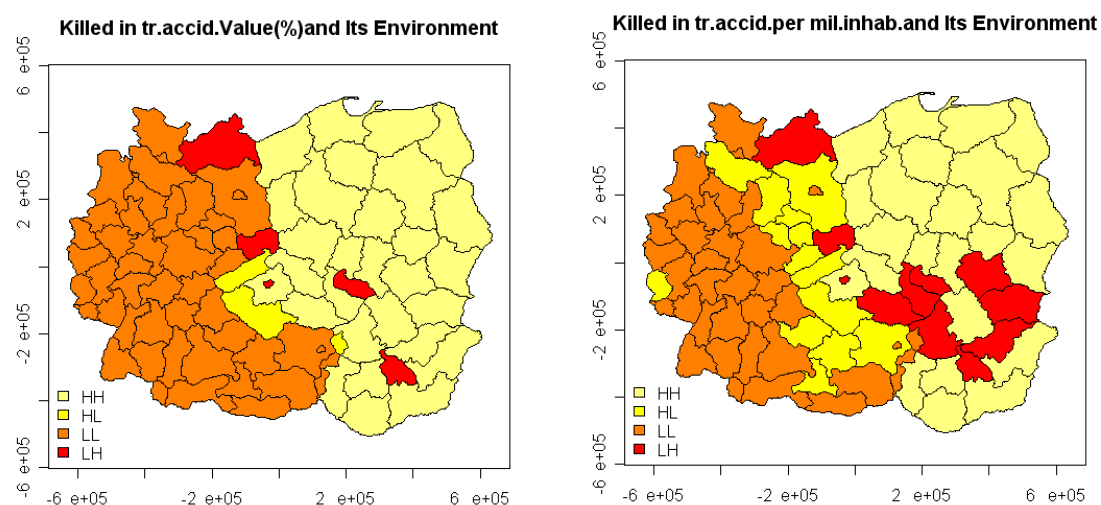 Killed in tr.accid.Value(%)and Its Environment
6 e+05
2 e+05
-2 e+05
-6 e+05
HH
HL
LL
LH
-6 e+05 -2 e+05 2 e+05 6 e+05
Killed in tr.accid.per mil.inhab.and Its Environment
6 e+05
2 e+05
-2 e+05
-6 e+05
HH
HL
LL
LH
-6 e+05 -2 e+05 2 e+05 6 e+05